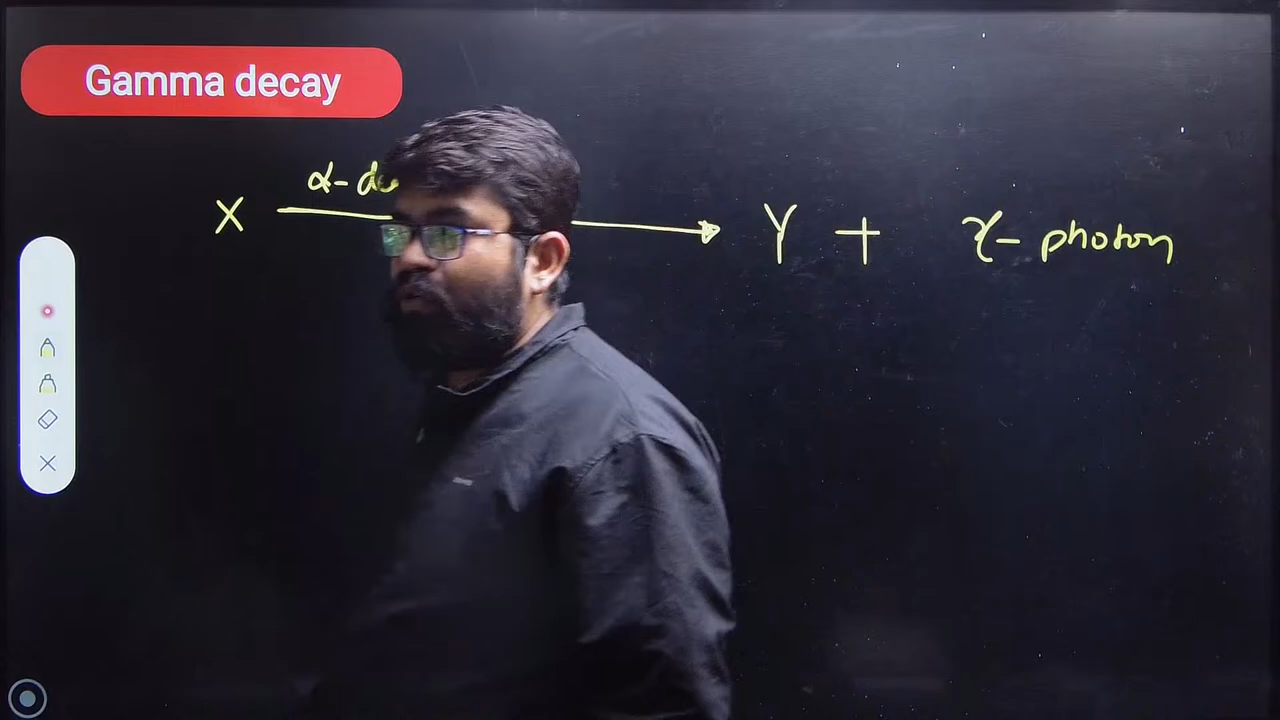 Gamma decay
α-de
X Y + γ- photon